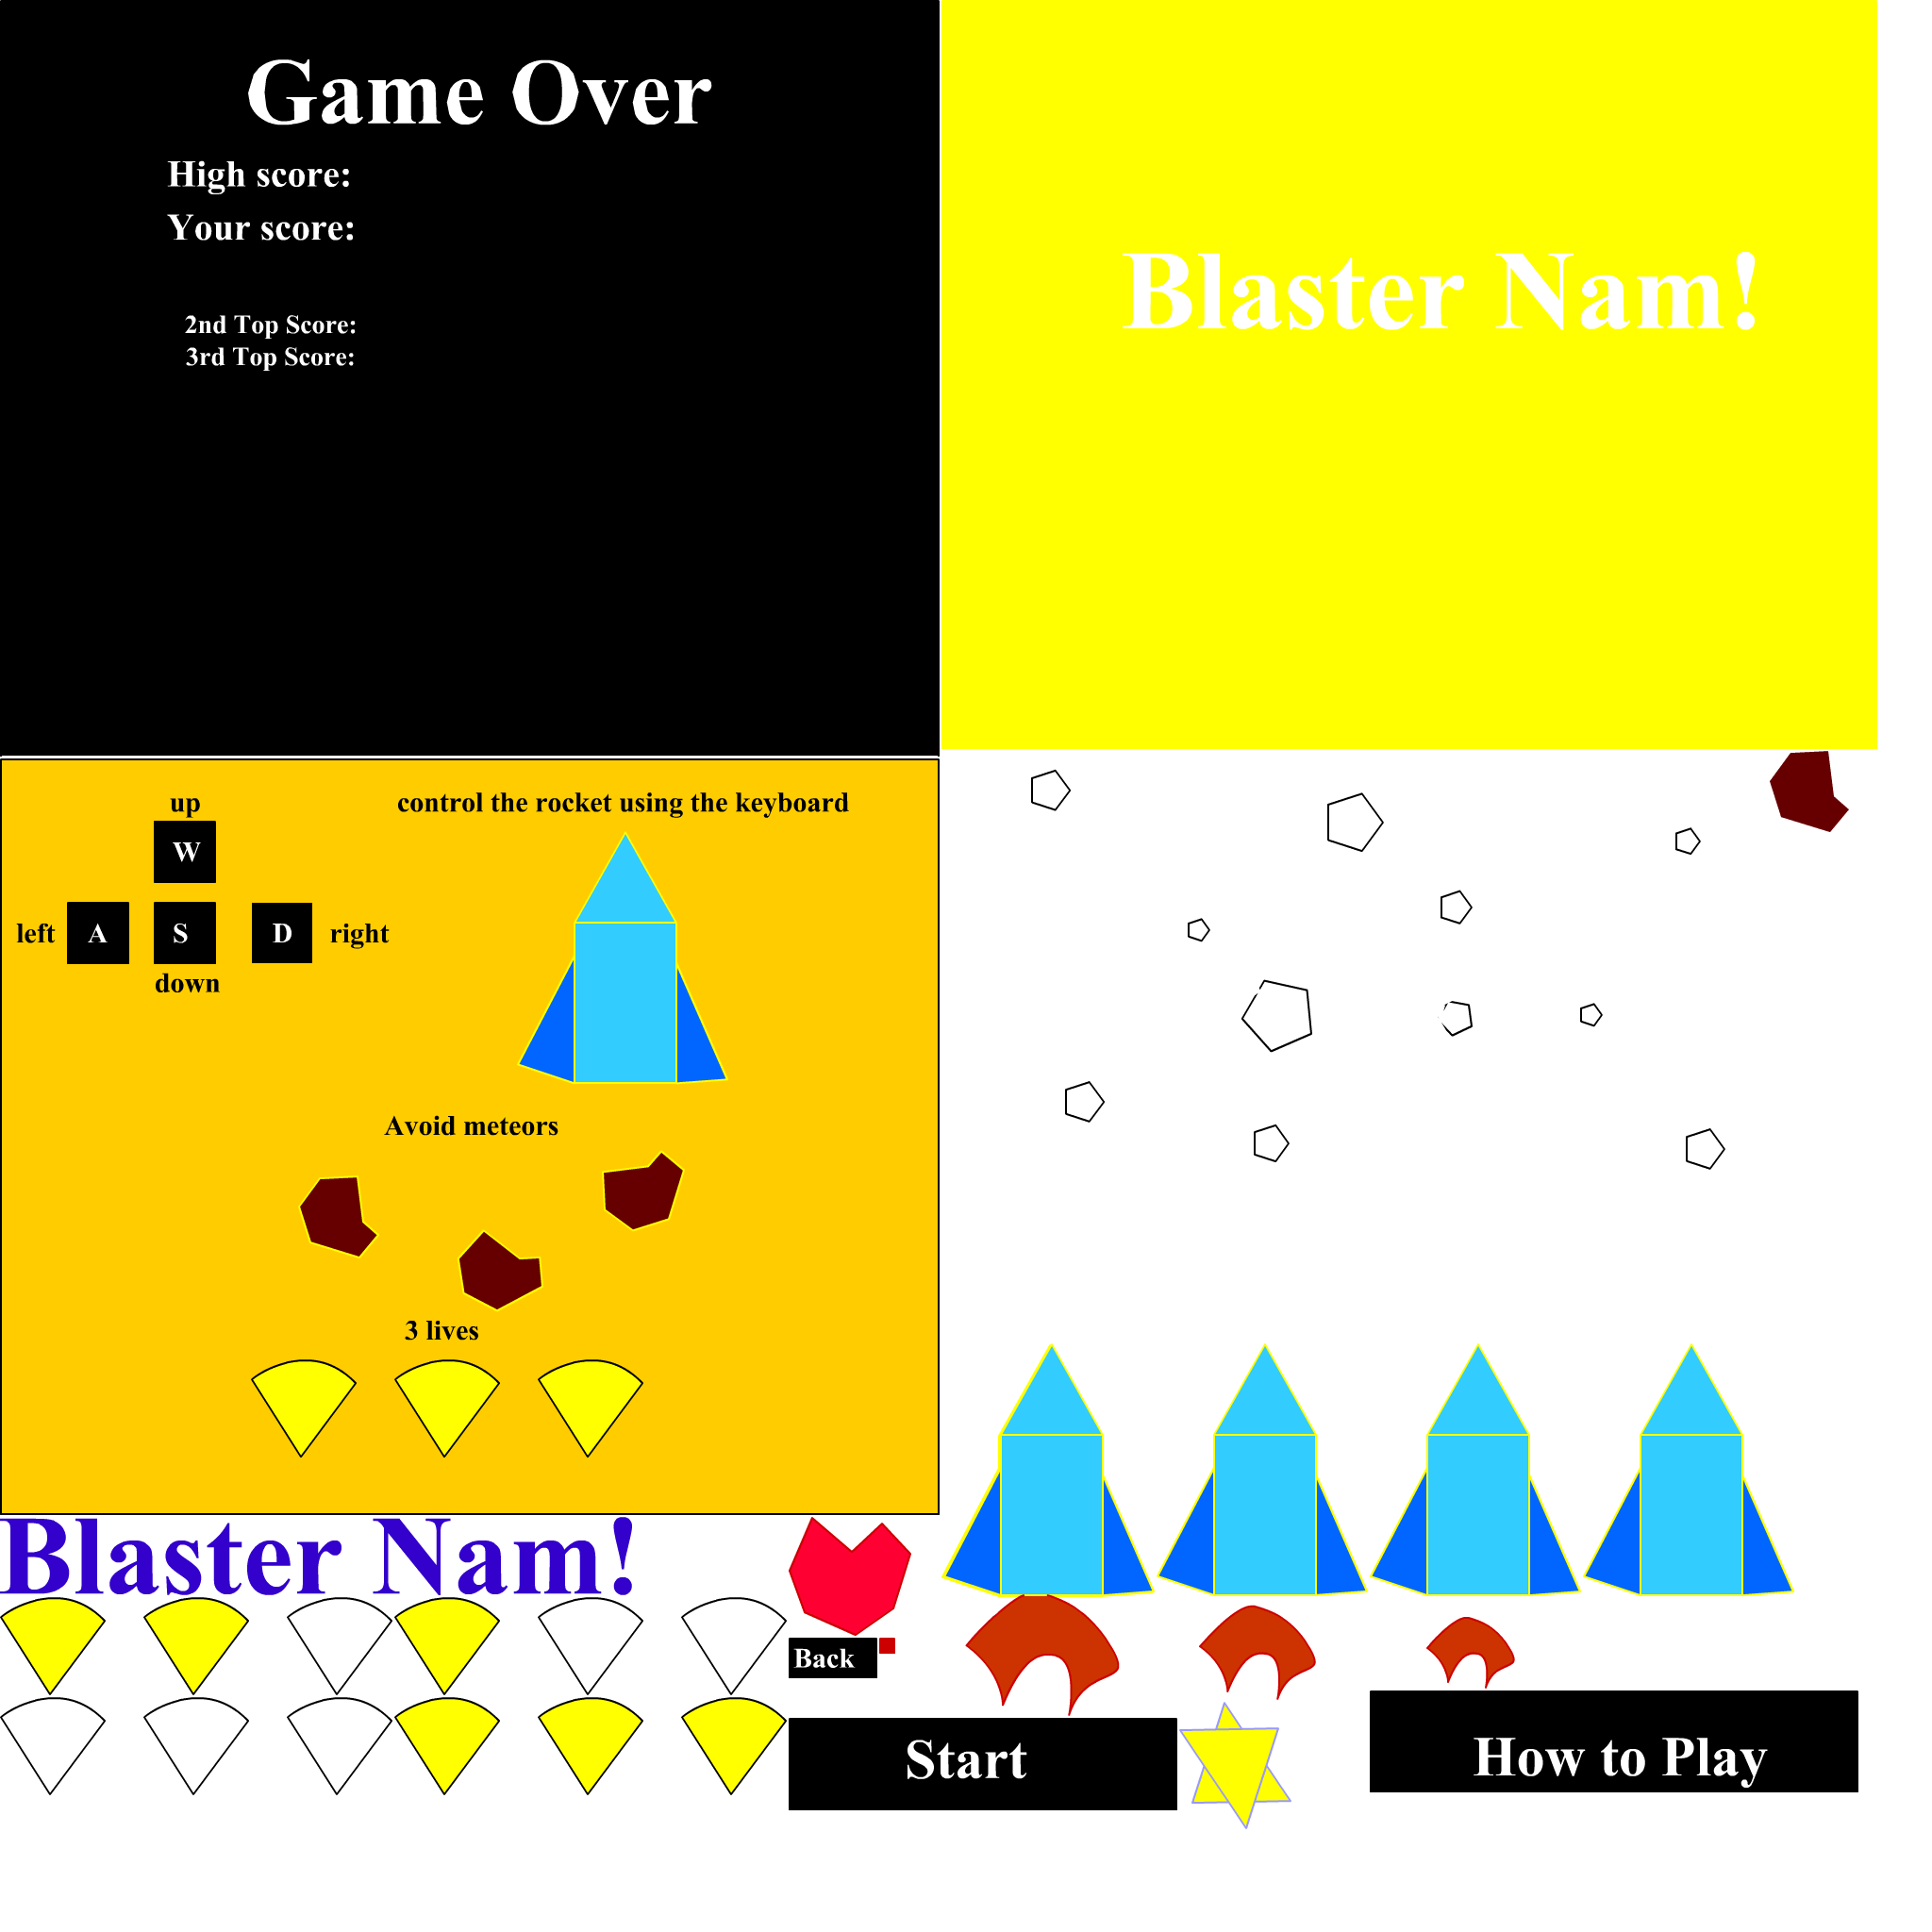 Game Over
High score:
Your score:
2nd Top Score:
3rd Top Score:
Blaster Nam!
up
control the rocket using the keyboard
W
left A S D right
down
Avoid meteors
3 lives
Blaster Nam!
Back
Start
How to Play